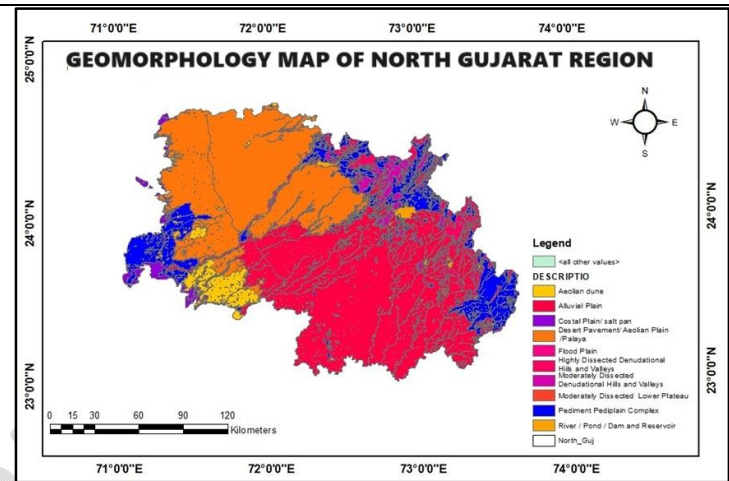 71°0'0"E 72°0'0"E 73°0'0"E 74°0'0"E
GEOMORPHOLOGY MAP OF NORTH GUJARAT REGION
25°0'0"N
24°0'0"N
23°0'0"N
N
W E
S
24°0'0"N
23°0'0"N
Legend
<all other values>
DESCRIPTIO
Aeolian dune
Alluvial Plain
Costal Plain/ salt pan
Desert Pavement/ Aeolian Plain
/Palaya
Flood Plain
Highly Dissected Denudational
Hills and Valleys
Moderately Dissected
Denudational Hills and Valleys
Moderately Dissected Lower Plateau
Pediment Pediplain Complex
River / Pond / Dam and Reservoir
North_Guj
0 15 30 60 90 120
Kilometers
71°0'0"E 72°0'0"E 73°0'0"E 74°0'0"E